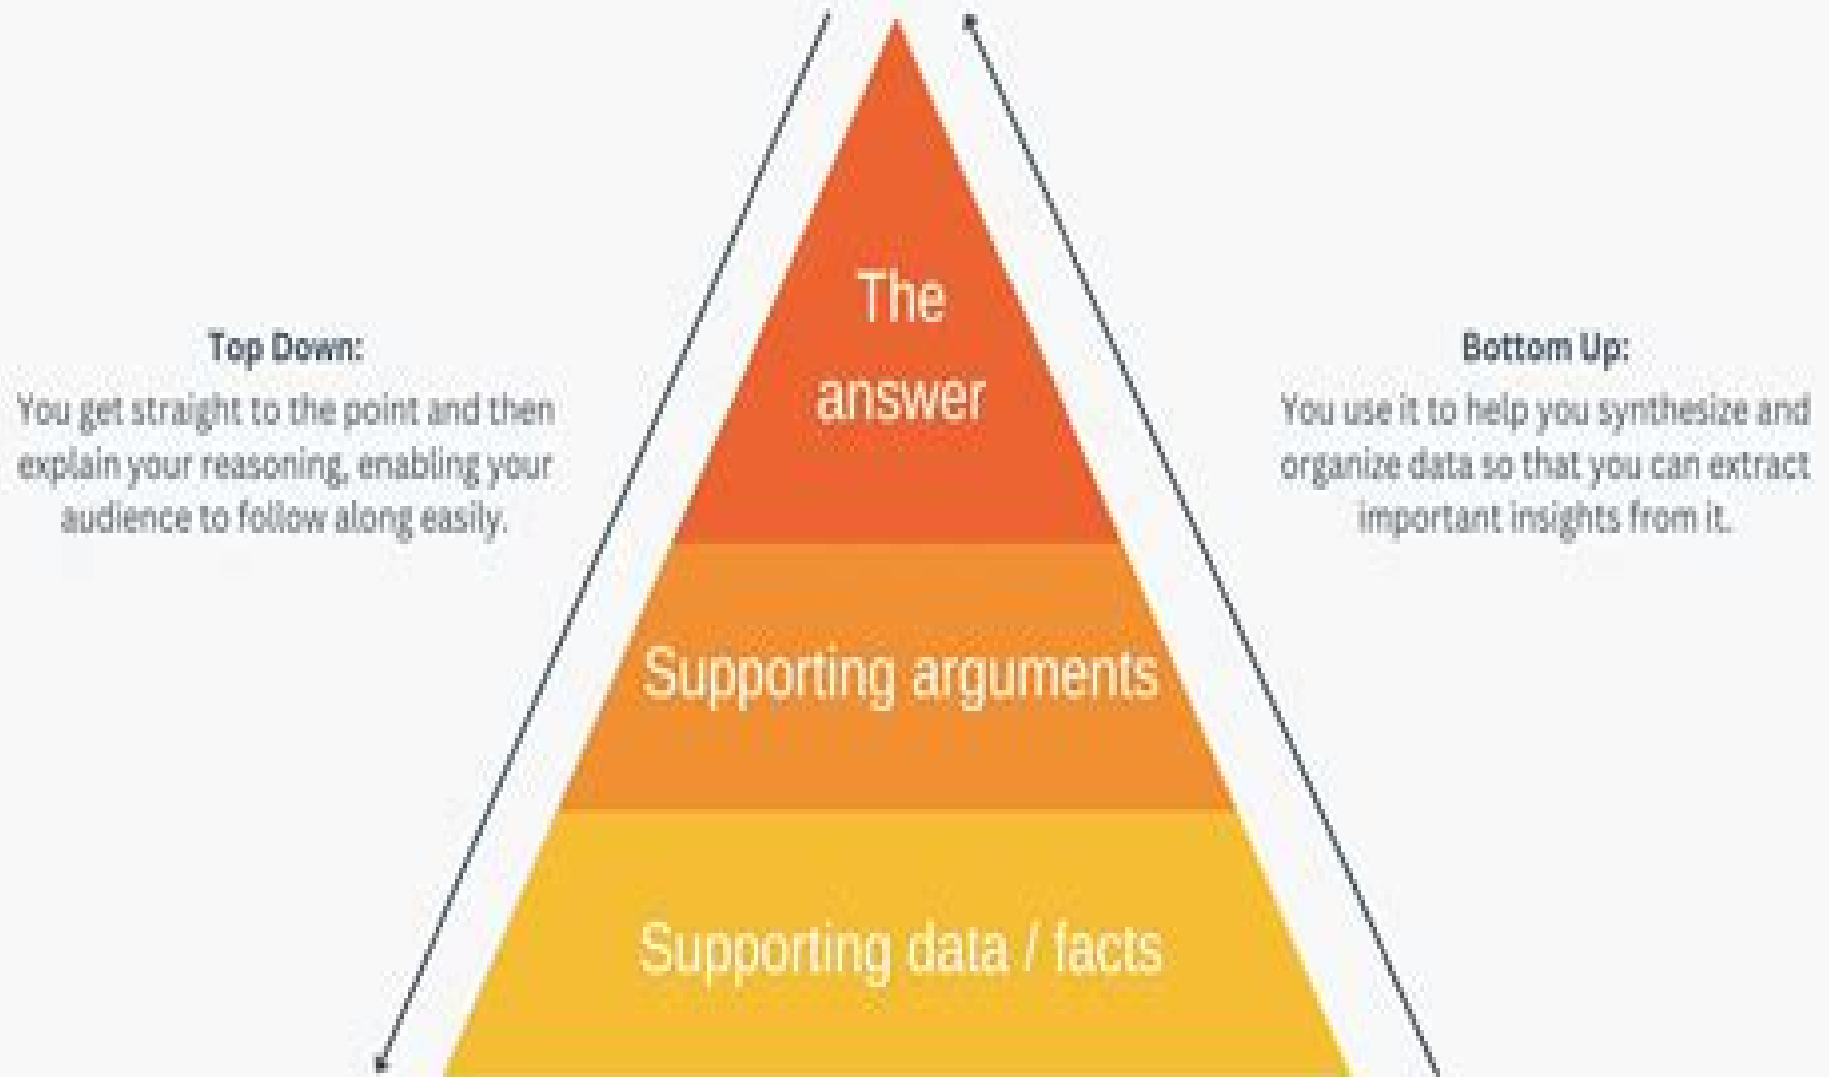 The
answer
Top Down:
You get straight to the point and then
explain your reasoning, enabling your
audience to follow along easily.
Bottom Up:
You use it to help you synthesize and
organize data so that you can extract
important insights from it.
Supporting arguments
Supporting data / facts